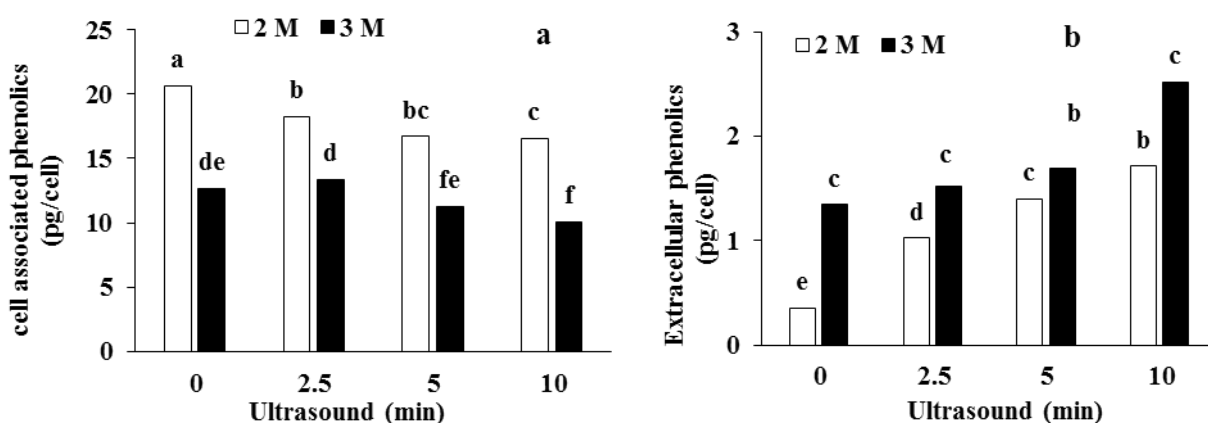 cell associated phenolics
(pg/cell)
25
20
15
10
5
0
2 M 3 M
a
a
b
bc
c
de
d
fe
f
0 2.5 5 10
Ultrasound (min)
Extracellular phenolics
(pg/cell)
3
2
1
0
2 M 3 M
b
c
b
c
c
c
b
d
e
0 2.5 5 10
Ultrasound (min)